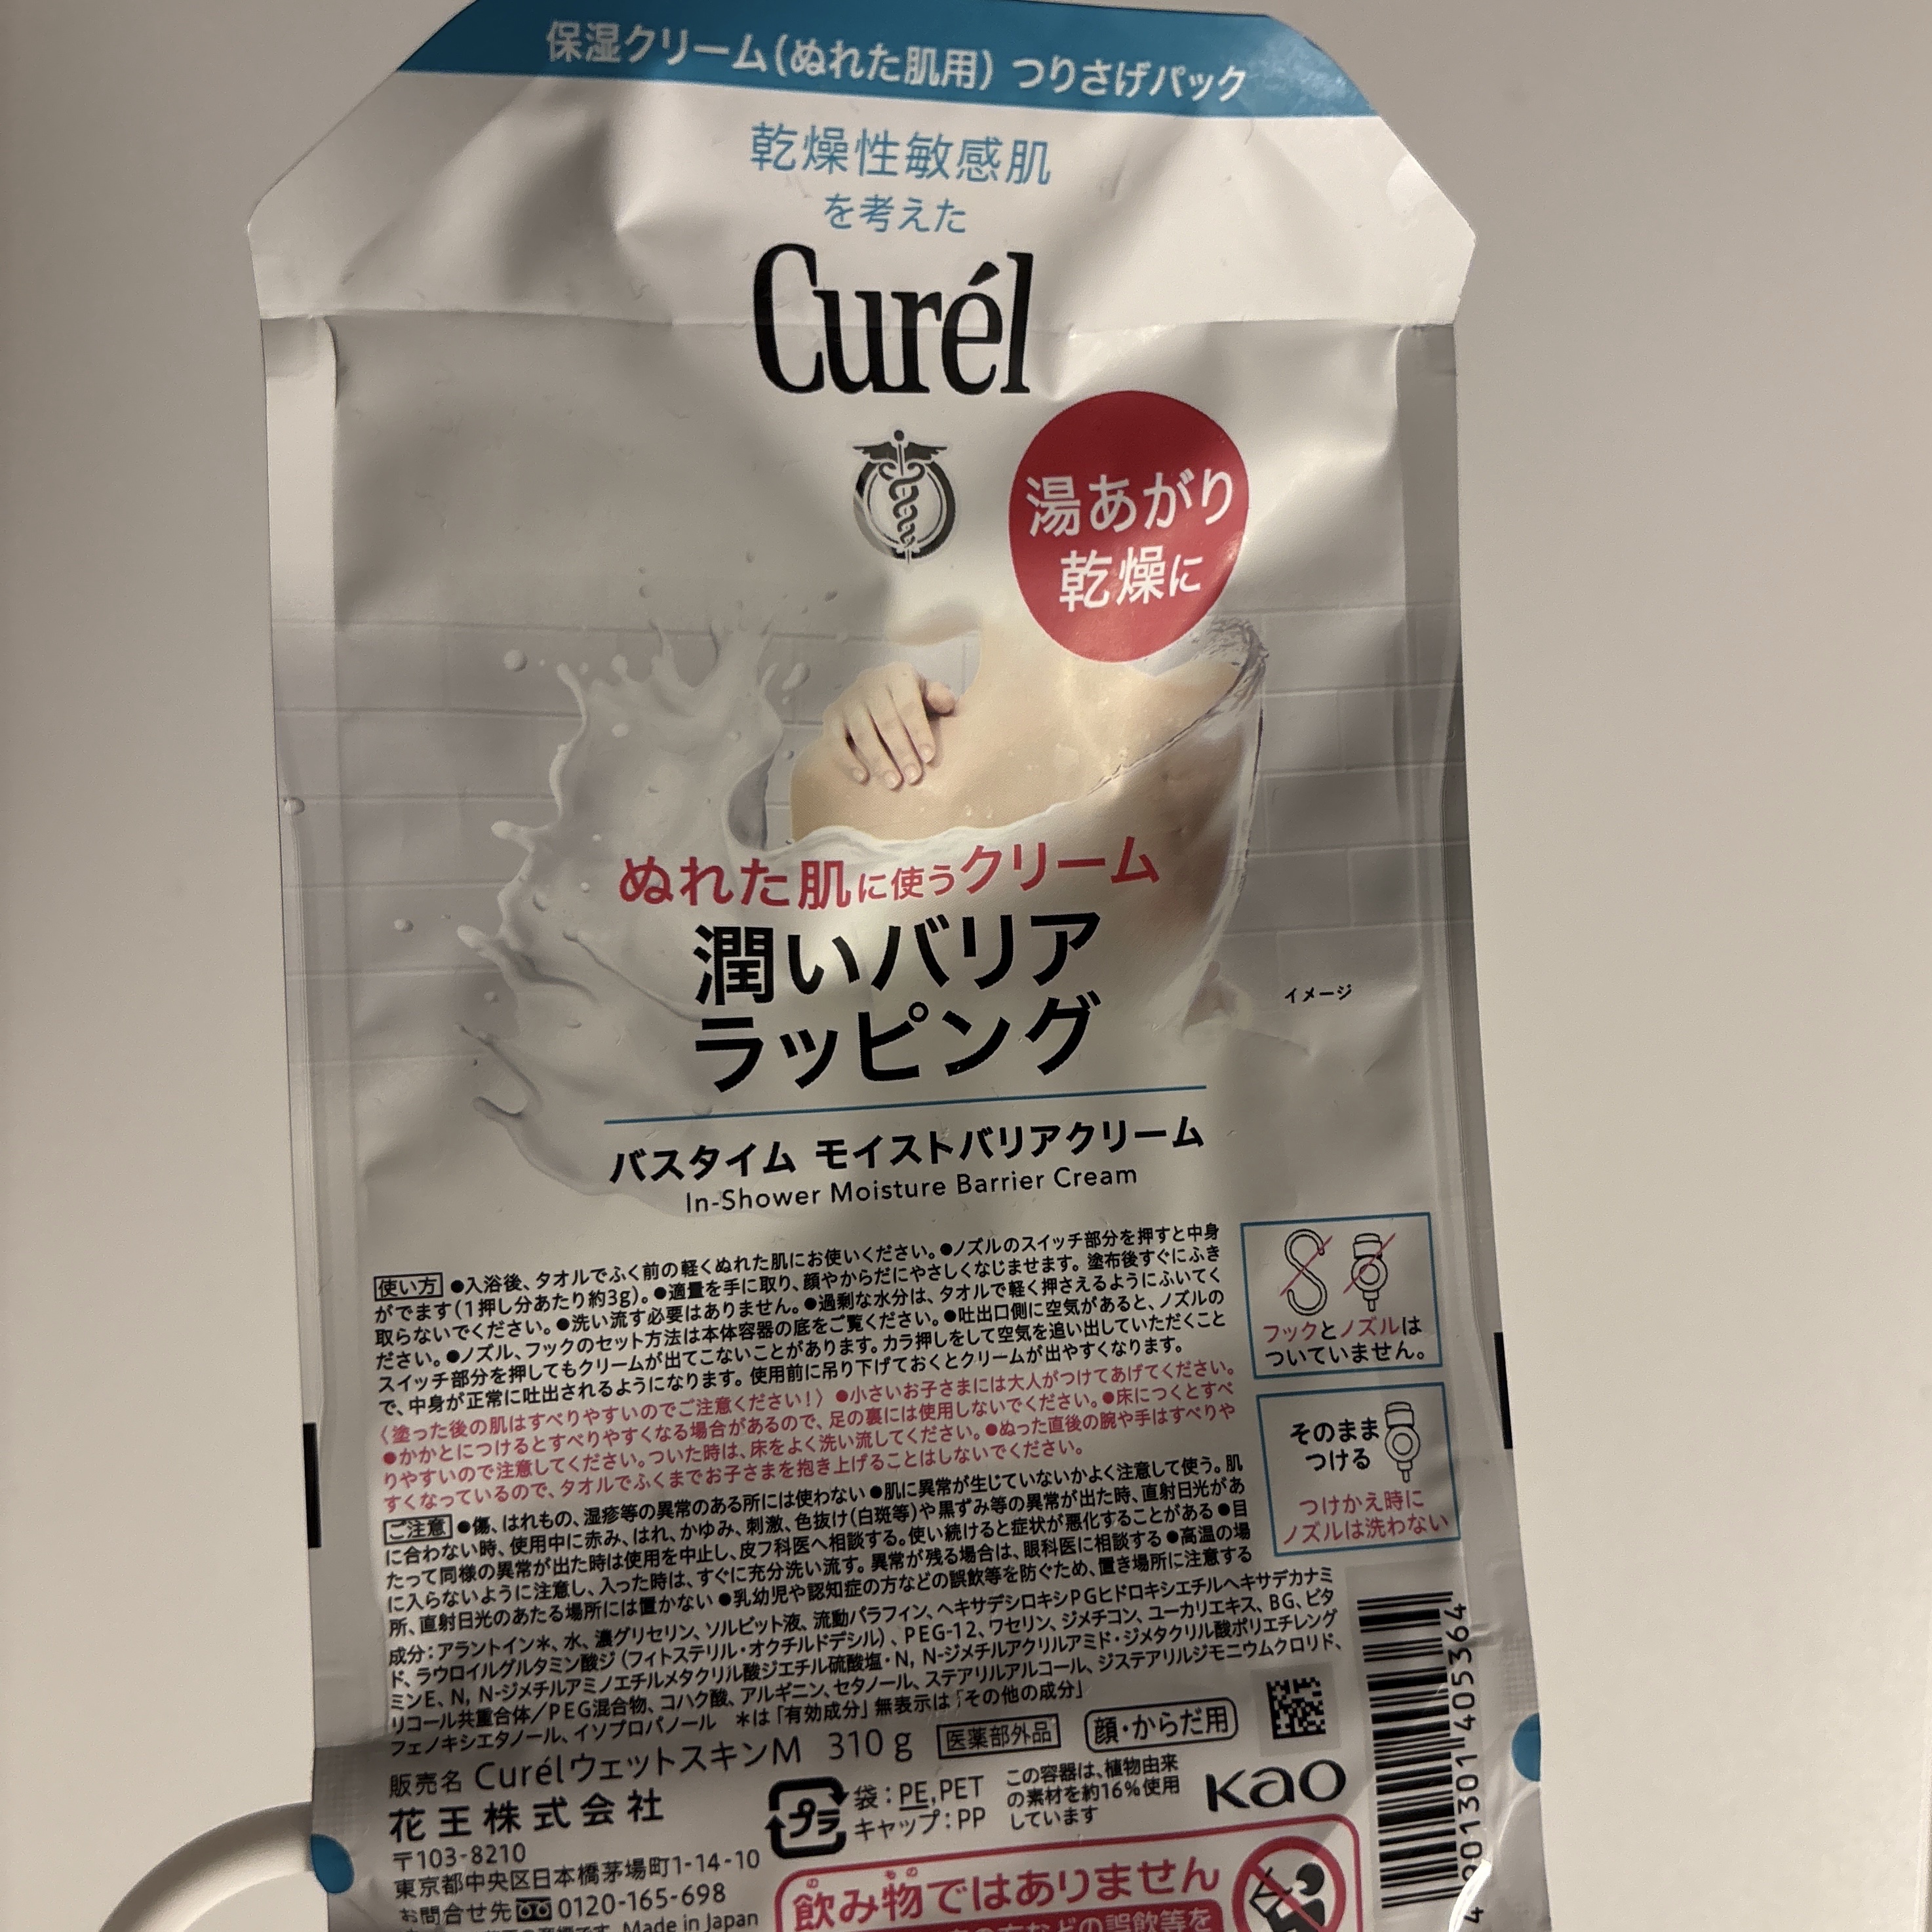 保湿クリーム(ぬれた肌用) つりさげパック
乾燥性敏感肌
を考えた
Curél
湯あがり
乾燥に
ぬれた肌に使うクリーム
潤いバリア
ラッピング
イメージ
バスタイム モイストバリアクリーム
In-Shower Moisture Barrier Cream
使い方 ●入浴後、タオルでふく前の軽くぬれた肌にお使いください。●ノズルのスイッチ部分を押すと中身
がでます(1押し分あたり約3g)。●適量を手に取り、顔やからだにやさしくなじませます。塗布後すぐにふき
取らないでください。●洗い流す必要はありません。●過剰な水分は、タオルで軽く押さえるようにふいてく
ださい。●ノズル、フックのセット方法は本体容器の底をご覧ください。●吐出口側に空気があると、ノズルの
スイッチ部分を押してもクリームが出てこないことがあります。カラ押しをして空気を追い出していただくこと
で、中身が正常に吐出されるようになります。使用前に吊り下げておくとクリームが出やすくなります。
〈塗った後の肌はすべりやすいのでご注意ください!〉 ●小さいお子さまには大人がつけてあげてください。
●かかとにつけるとすべりやすくなる場合があるので、足の裏には使用しないでください。●床につくとすべ
りやすいので注意してください。ついた時は、床をよく洗い流してください。●ぬった直後の腕や手はすべりや
すくなっているので、タオルでふくまでお子さまを抱き上げることはしないでください。
ご注意 ●傷、はれもの、湿疹等の異常のある所には使わない ●肌に異常が生じていないかよく注意して使う。肌
に合わない時、使用中に赤み、はれ、かゆみ、刺激、色抜け(白斑等)や黒ずみ等の異常が出た時、直射日光があ
たって同様の異常が出た時は使用を中止し、皮フ科医へ相談する。使い続けると症状が悪化することがある ●目
に入らないように注意し、入った時は、すぐに充分洗い流す。異常が残る場合は、眼科医に相談する ●高温の場
所、直射日光のあたる場所には置かない ●乳幼児や認知症の方などの誤飲等を防ぐため、置き場所に注意する
フックとノズルは
ついていません。
そのまま
つける
つけかえ時に
ノズルは洗わない
成分:アラントイン*、水、濃グリセリン、ソルビット液、流動パラフィン、ヘキサデシロキシPGヒドロキシエチルヘキサデカナミ
ド、ラウロイルグルタミン酸ジ(フィトステリル・オクチルドデシル)、PEG-12、ワセリン、ジメチコン、ユーカリエキス、BG、ビタ
ミンE、N, N-ジメチルアミノエチルメタクリル酸ジエチル硫酸塩・N, N-ジメチルアクリルアミド・ジメタクリル酸ポリエチレング
リコール共重合体/PEG混合物、コハク酸、アルギニン、セタノール、ステアリルアルコール、ジステアリルジモニウムクロリド、
フェノキシエタノール、イソプロパノール *は「有効成分」無表示は「その他の成分」
販売名 CurélウェットスキンM 310 g 医薬部外品 顔・からだ用
花王株式会社
〒103-8210
東京都中央区日本橋茅場町1-14-10
お問合せ先 0120-165-698
Made in Japan
プラ
袋:PE,PET
キャップ:PP
この容器は、植物由来
の素材を約16%使用
しています
Kao
飲み物ではありません
の方などの誤飲等を
4 901301 405364